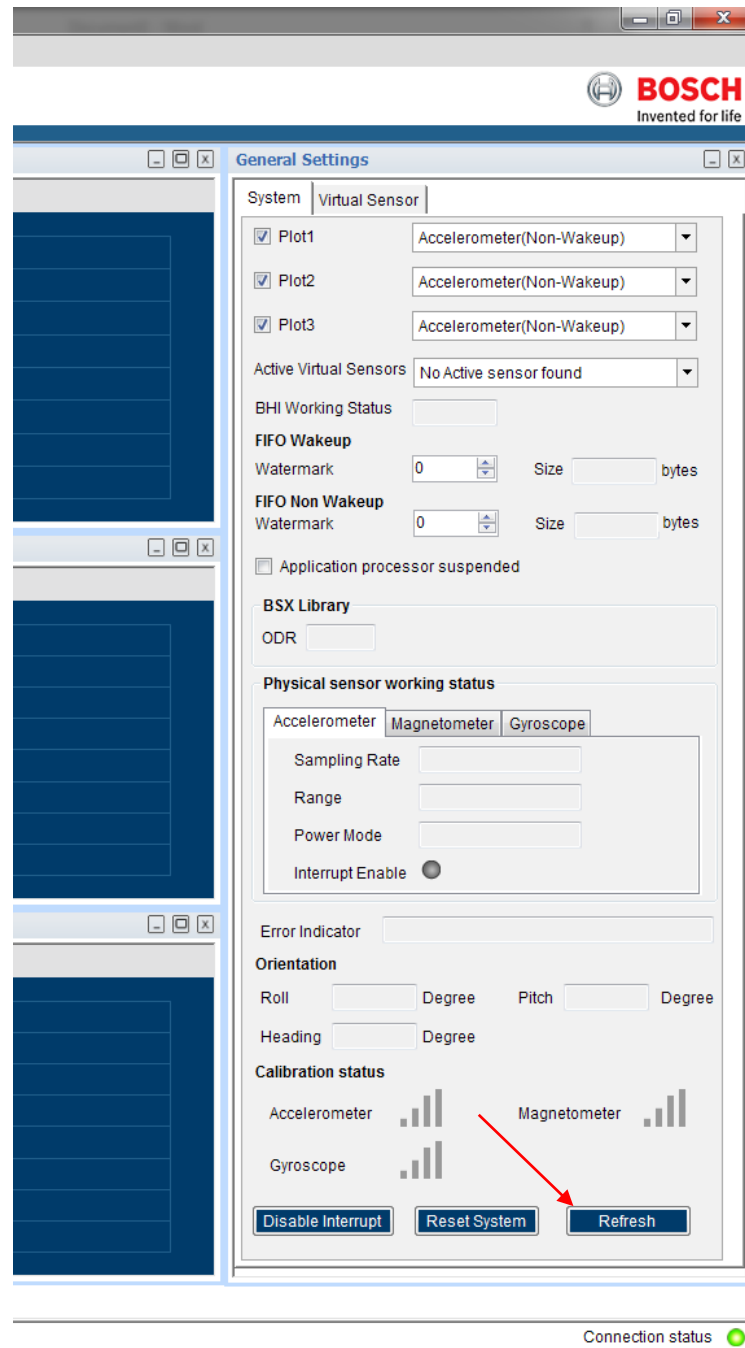 BOSCH
Invented for life
General Settings
System Virtual Sensor
Plot1 Accelerometer(Non-Wakeup)
Plot2 Accelerometer(Non-Wakeup)
Plot3 Accelerometer(Non-Wakeup)
Active Virtual Sensors No Active sensor found
BHI Working Status
FIFO Wakeup
Watermark 0 Size bytes
FIFO Non Wakeup
Watermark 0 Size bytes
Application processor suspended
BSX Library
ODR
Physical sensor working status
Accelerometer Magnetometer Gyroscope
Sampling Rate
Range
Power Mode
Interrupt Enable
Error Indicator
Orientation
Roll Degree Pitch Degree
Heading Degree
Calibration status
Accelerometer Magnetometer
Gyroscope
Disable Interrupt Reset System Refresh
Connection status